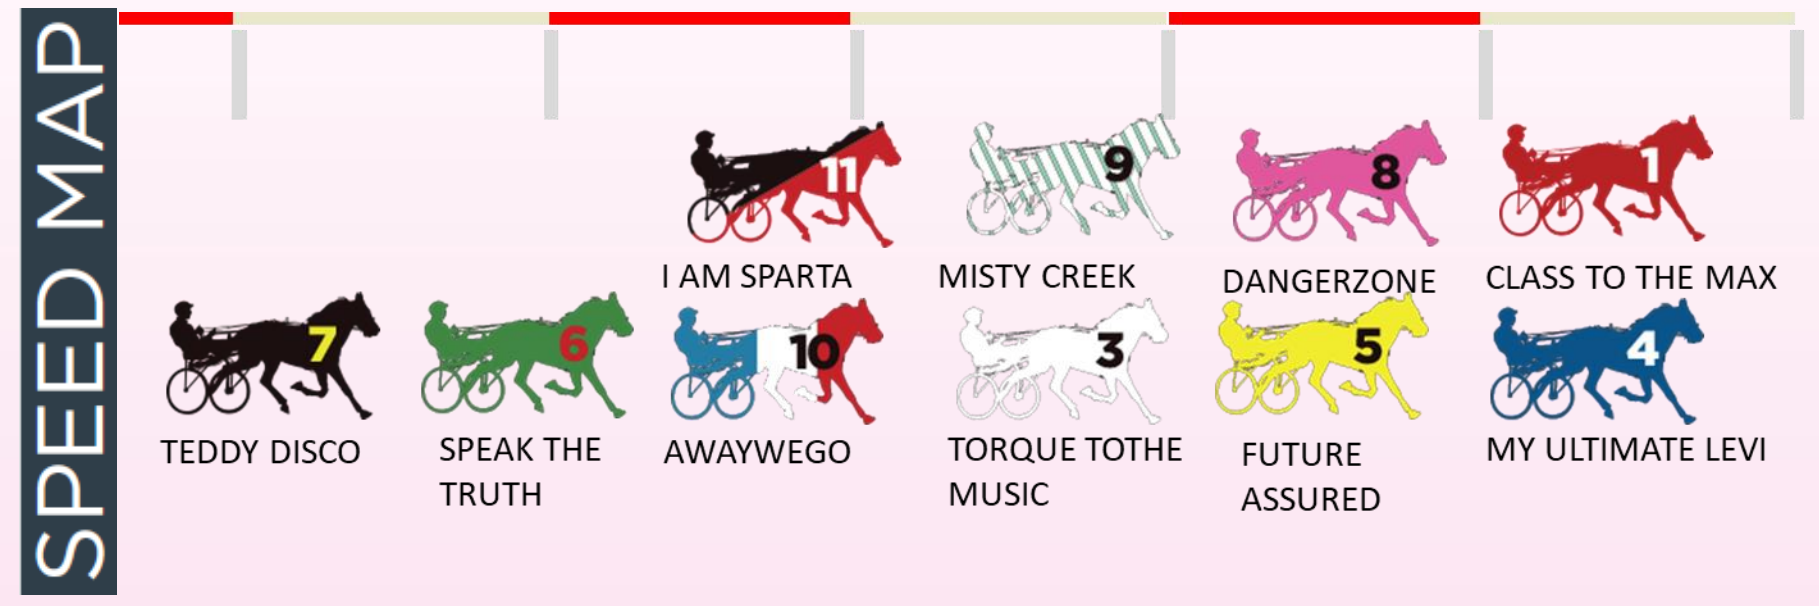 SPEED MAP
11
9
8
1
I AM SPARTA
MISTY CREEK
DANGERZONE
CLASS TO THE MAX
7
6
10
3
5
4
TEDDY DISCO
SPEAK THE
TRUTH
AWAYWEGO
TORQUE TOTHE
MUSIC
FUTURE
ASSURED
MY ULTIMATE LEVI